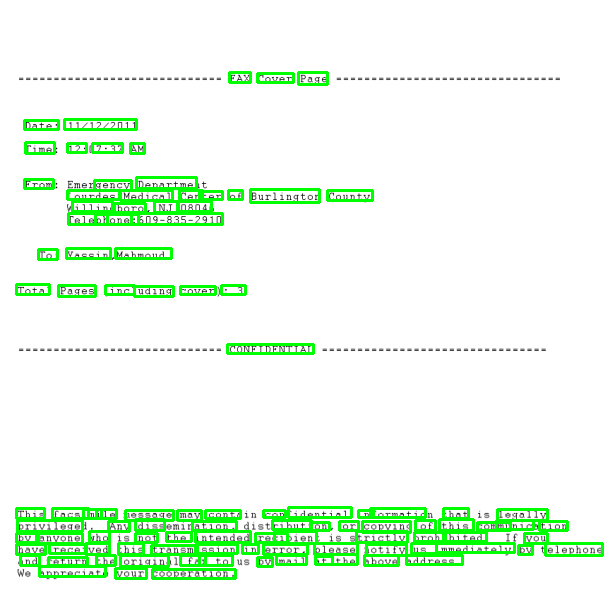 ----------------------------- FAX Cover Page --------------------------------
Date: 11/12/2011
Time: 12:07:32 AM
From: Emergency Department
Lourdes Medical Center of Burlington County
Willingboro, NJ 08046
Telephone:609-835-2910
To: Yassin,Mahmoud
Total Pages (including cover): 3
----------------------------- CONFIDENTIAL --------------------------------
This facsimile message may contain confidential information that is legally
privileged. Any dissemination, distribution, or copying of this communication
by anyone who is not the intended recipient is strictly prohibited. If you
have received this transmission in error, please notify us immediately by telephone
and return the original fax to us by mail at the above address.
We appreciate your cooperation.